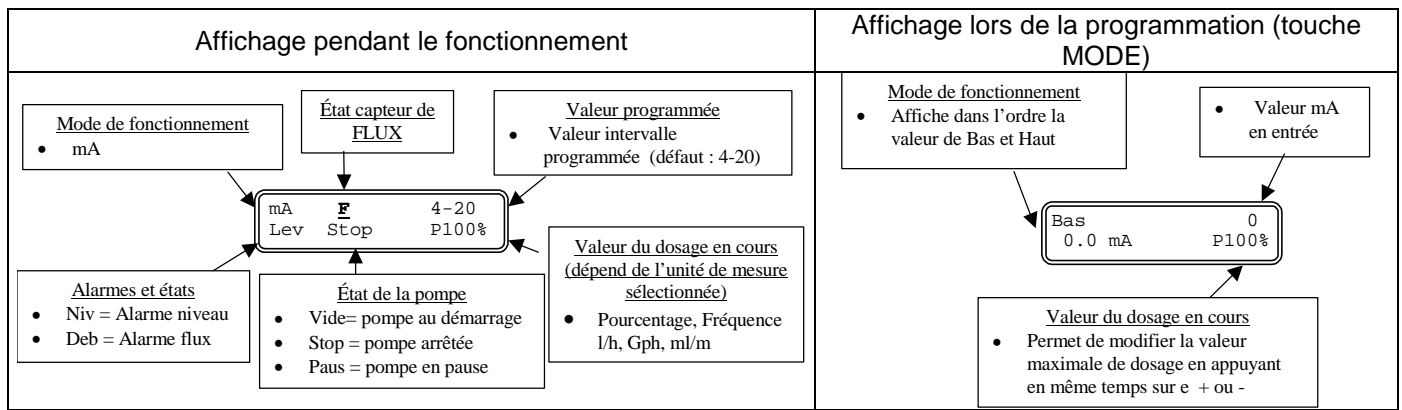 Affichage pendant le fonctionnement
Affichage lors de la programmation (touche
MODE)
Mode de fonctionnement
• mA
État capteur de
FLUX
Valeur programmée
• Valeur intervalle
programmée (défaut : 4-20)
mA F 4-20
Lev Stop P100%
Alarmes et états
• Niv = Alarme niveau
• Deb = Alarme flux
État de la pompe
• Vide= pompe au démarrage
• Stop = pompe arrêtée
• Paus = pompe en pause
Valeur du dosage en cours
(dépend de l’unité de mesure
sélectionnée)
• Pourcentage, Fréquence
l/h, Gph, ml/m
Mode de fonctionnement
• Affiche dans l’ordre la
valeur de Bas et Haut
• Valeur mA
en entrée
Bas 0
0.0 mA P100%
Valeur du dosage en cours
• Permet de modifier la valeur
maximale de dosage en appuyant
en même temps sur e + ou -